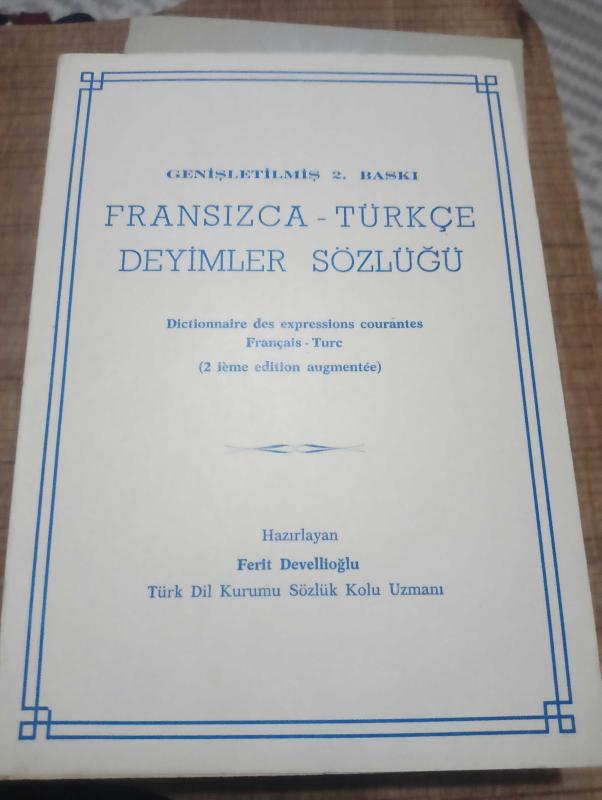 GENİŞLETİLMİŞ 2. BASKI
FRANSIZCA - TÜRKÇE
DEYİMLER SÖZLÜĞÜ
Dictionnaire des expressions courantes
Français - Turc
(2 ième edition augmentée)
Hazırlayan
Ferit Devellioğlu
Türk Dil Kurumu Sözlük Kolu Uzmanı